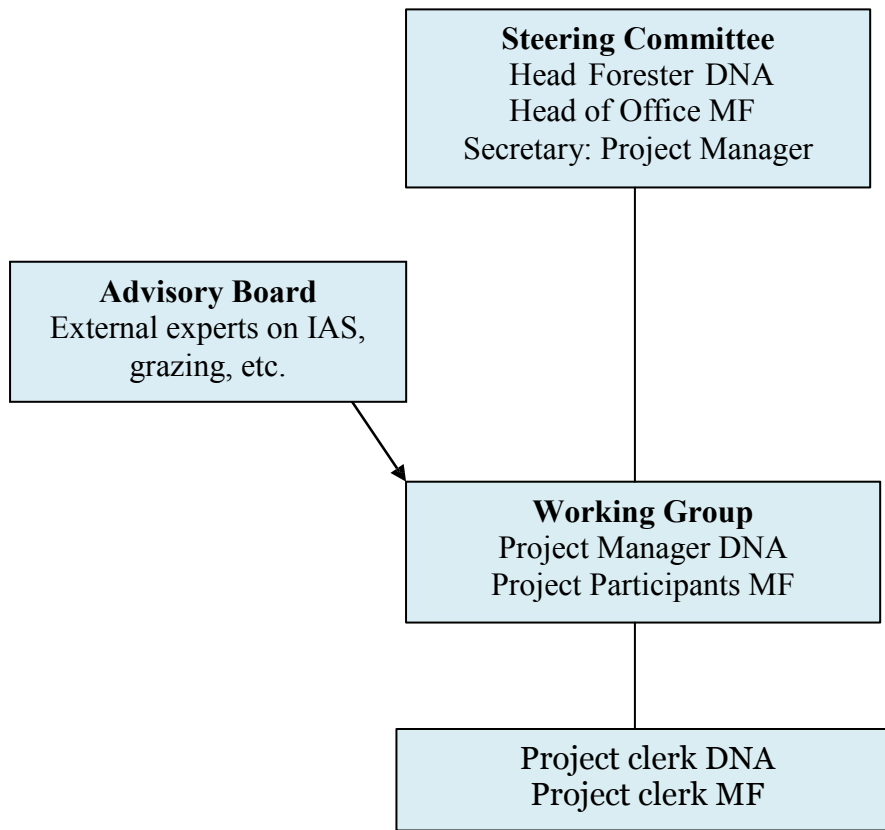 Steering Committee
Head Forester DNA
Head of Office MF
Secretary: Project Manager
Advisory Board
External experts on IAS,
grazing, etc.
Working Group
Project Manager DNA
Project Participants MF
Project clerk DNA
Project clerk MF